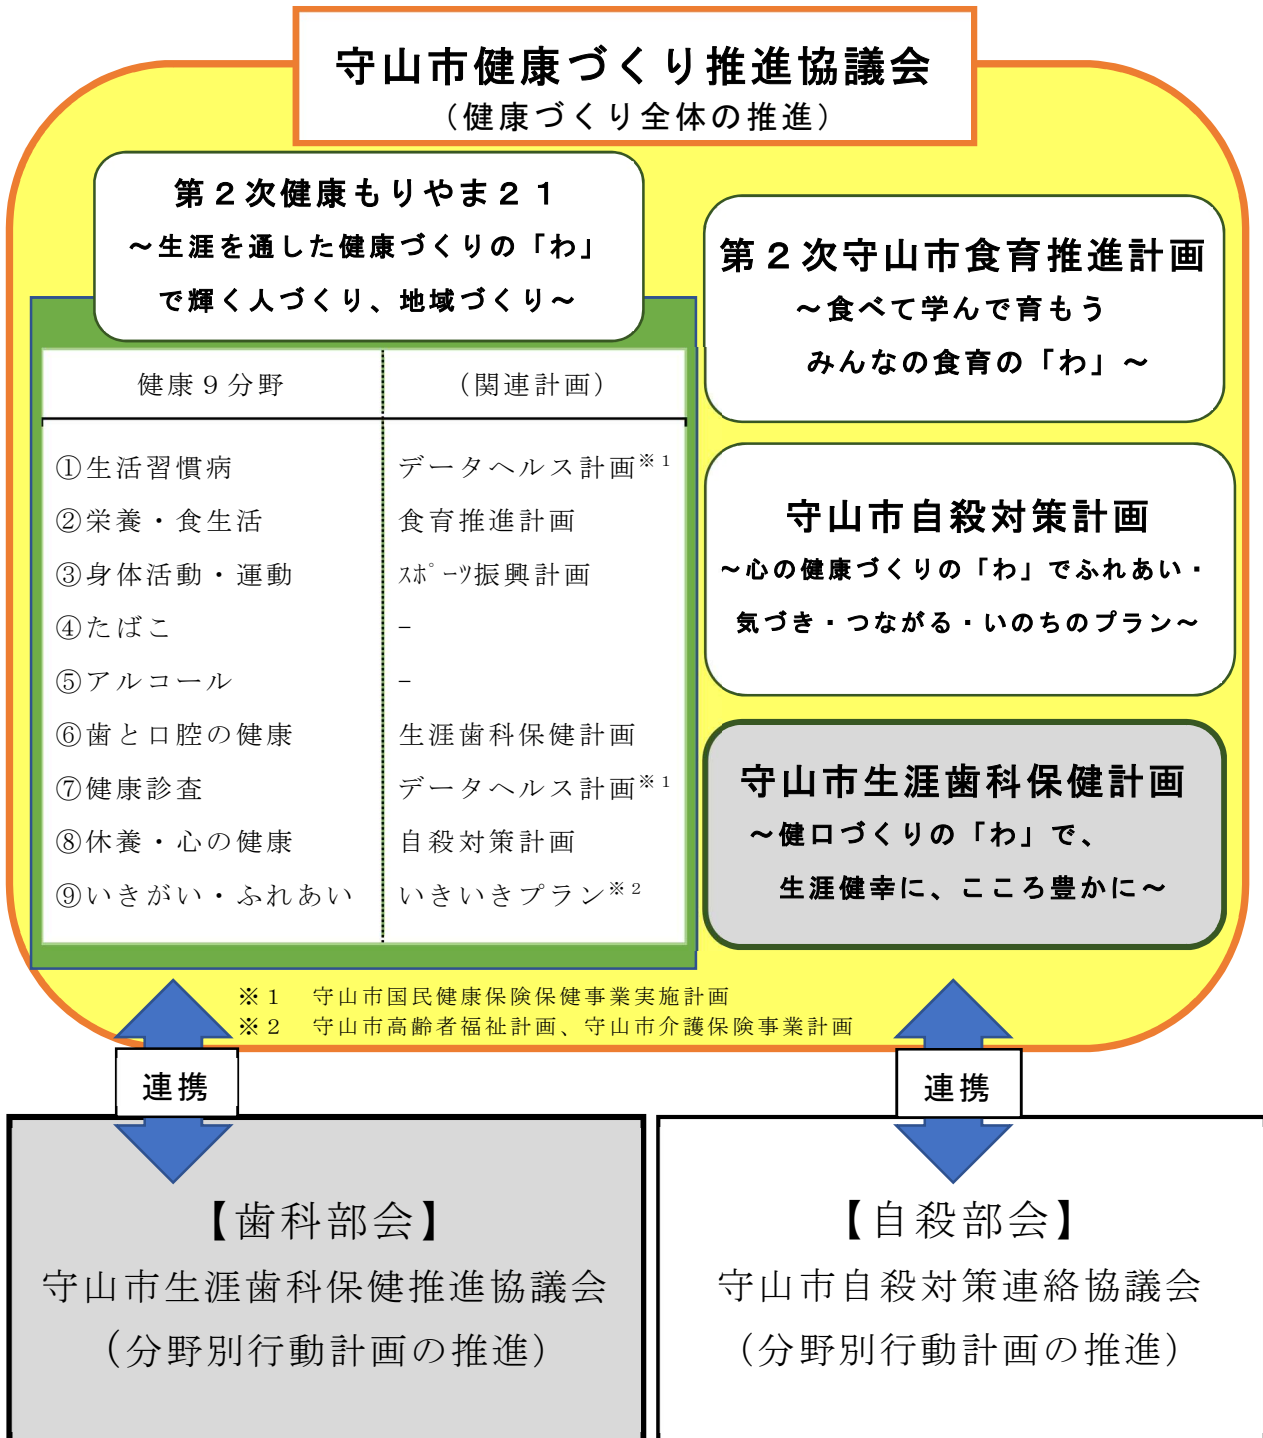 守山市健康づくり推進協議会
（健康づくり全体の推進）
第２次健康もりやま２１
～生涯を通した健康づくりの「わ」
で輝く人づくり、地域づくり～
健康９分野　（関連計画）
①生活習慣病　データヘルス計画※１
②栄養・食生活　食育推進計画
③身体活動・運動　ｽﾎﾟｰﾂ振興計画
④たばこ　−
⑤アルコール　−
⑥歯と口腔の健康　生涯歯科保健計画
⑦健康診査　データヘルス計画※１
⑧休養・心の健康　自殺対策計画
⑨いきがい・ふれあい　いきいきプラン※２
第２次守山市食育推進計画
～食べて学んで育もう
みんなの食育の「わ」～
守山市自殺対策計画
～心の健康づくりの「わ」でふれあい・
気づき・つながる・いのちのプラン～
守山市生涯歯科保健計画
～健口づくりの「わ」で、
生涯健幸に、こころ豊かに～
※１　守山市国民健康保険保健事業実施計画
※２　守山市高齢者福祉計画、守山市介護保険事業計画
連携
連携
【歯科部会】
守山市生涯歯科保健推進協議会
（分野別行動計画の推進）
【自殺部会】
守山市自殺対策連絡協議会
（分野別行動計画の推進）